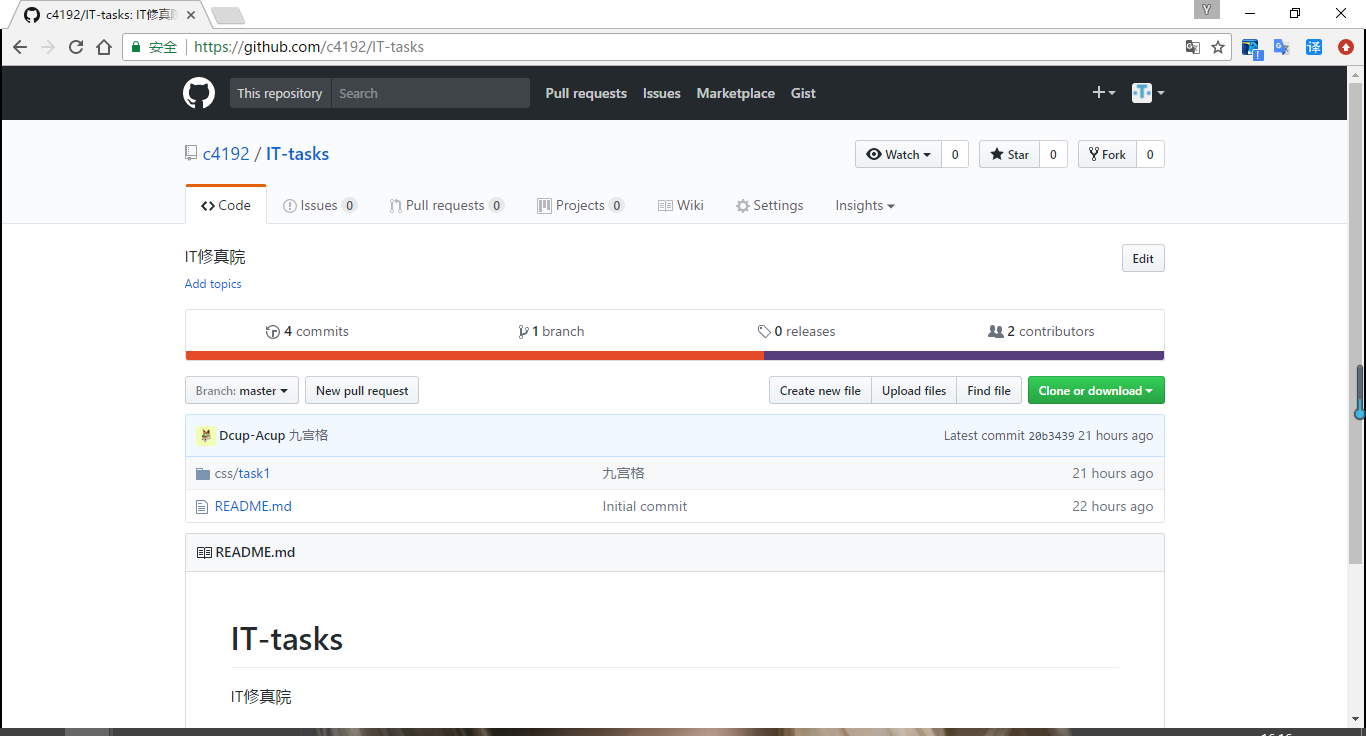 c4192/IT-tasks: IT修真
Y
安全 https://github.com/c4192/IT-tasks
译
This repository Search Pull requests Issues Marketplace Gist
c4192 / IT-tasks
Watch 0 Star 0 Fork 0
Code Issues 0 Pull requests 0 Projects 0 Wiki Settings Insights
IT修真院
Edit
Add topics
4 commits 1 branch 0 releases 2 contributors
Branch: master New pull request Create new file Upload files Find file Clone or download
Dcup-Acup 九宫格 Latest commit 20b3439 21 hours ago
css/task1 九宫格 21 hours ago
README.md Initial commit 22 hours ago
README.md
IT-tasks
IT修真院